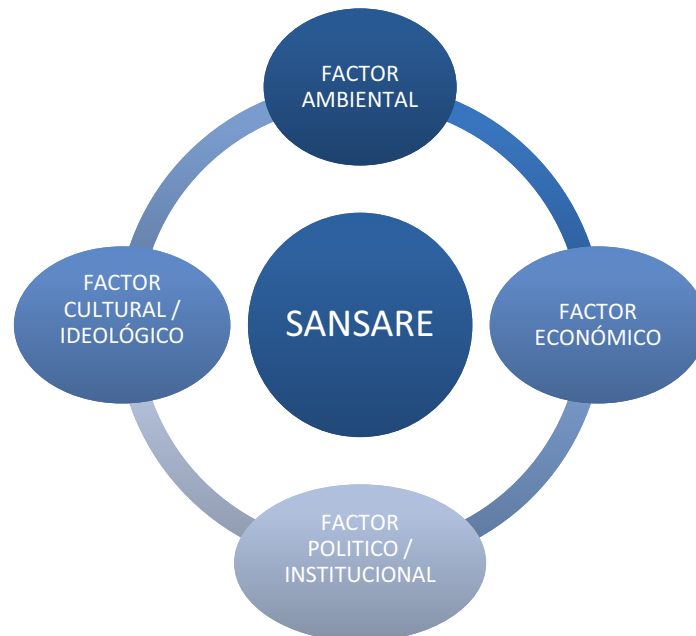 FACTOR
AMBIENTAL
FACTOR
CULTURAL /
IDEOLÓGICO
SANSARE
FACTOR
ECONÓMICO
FACTOR
POLITICO /
INSTITUCIONAL